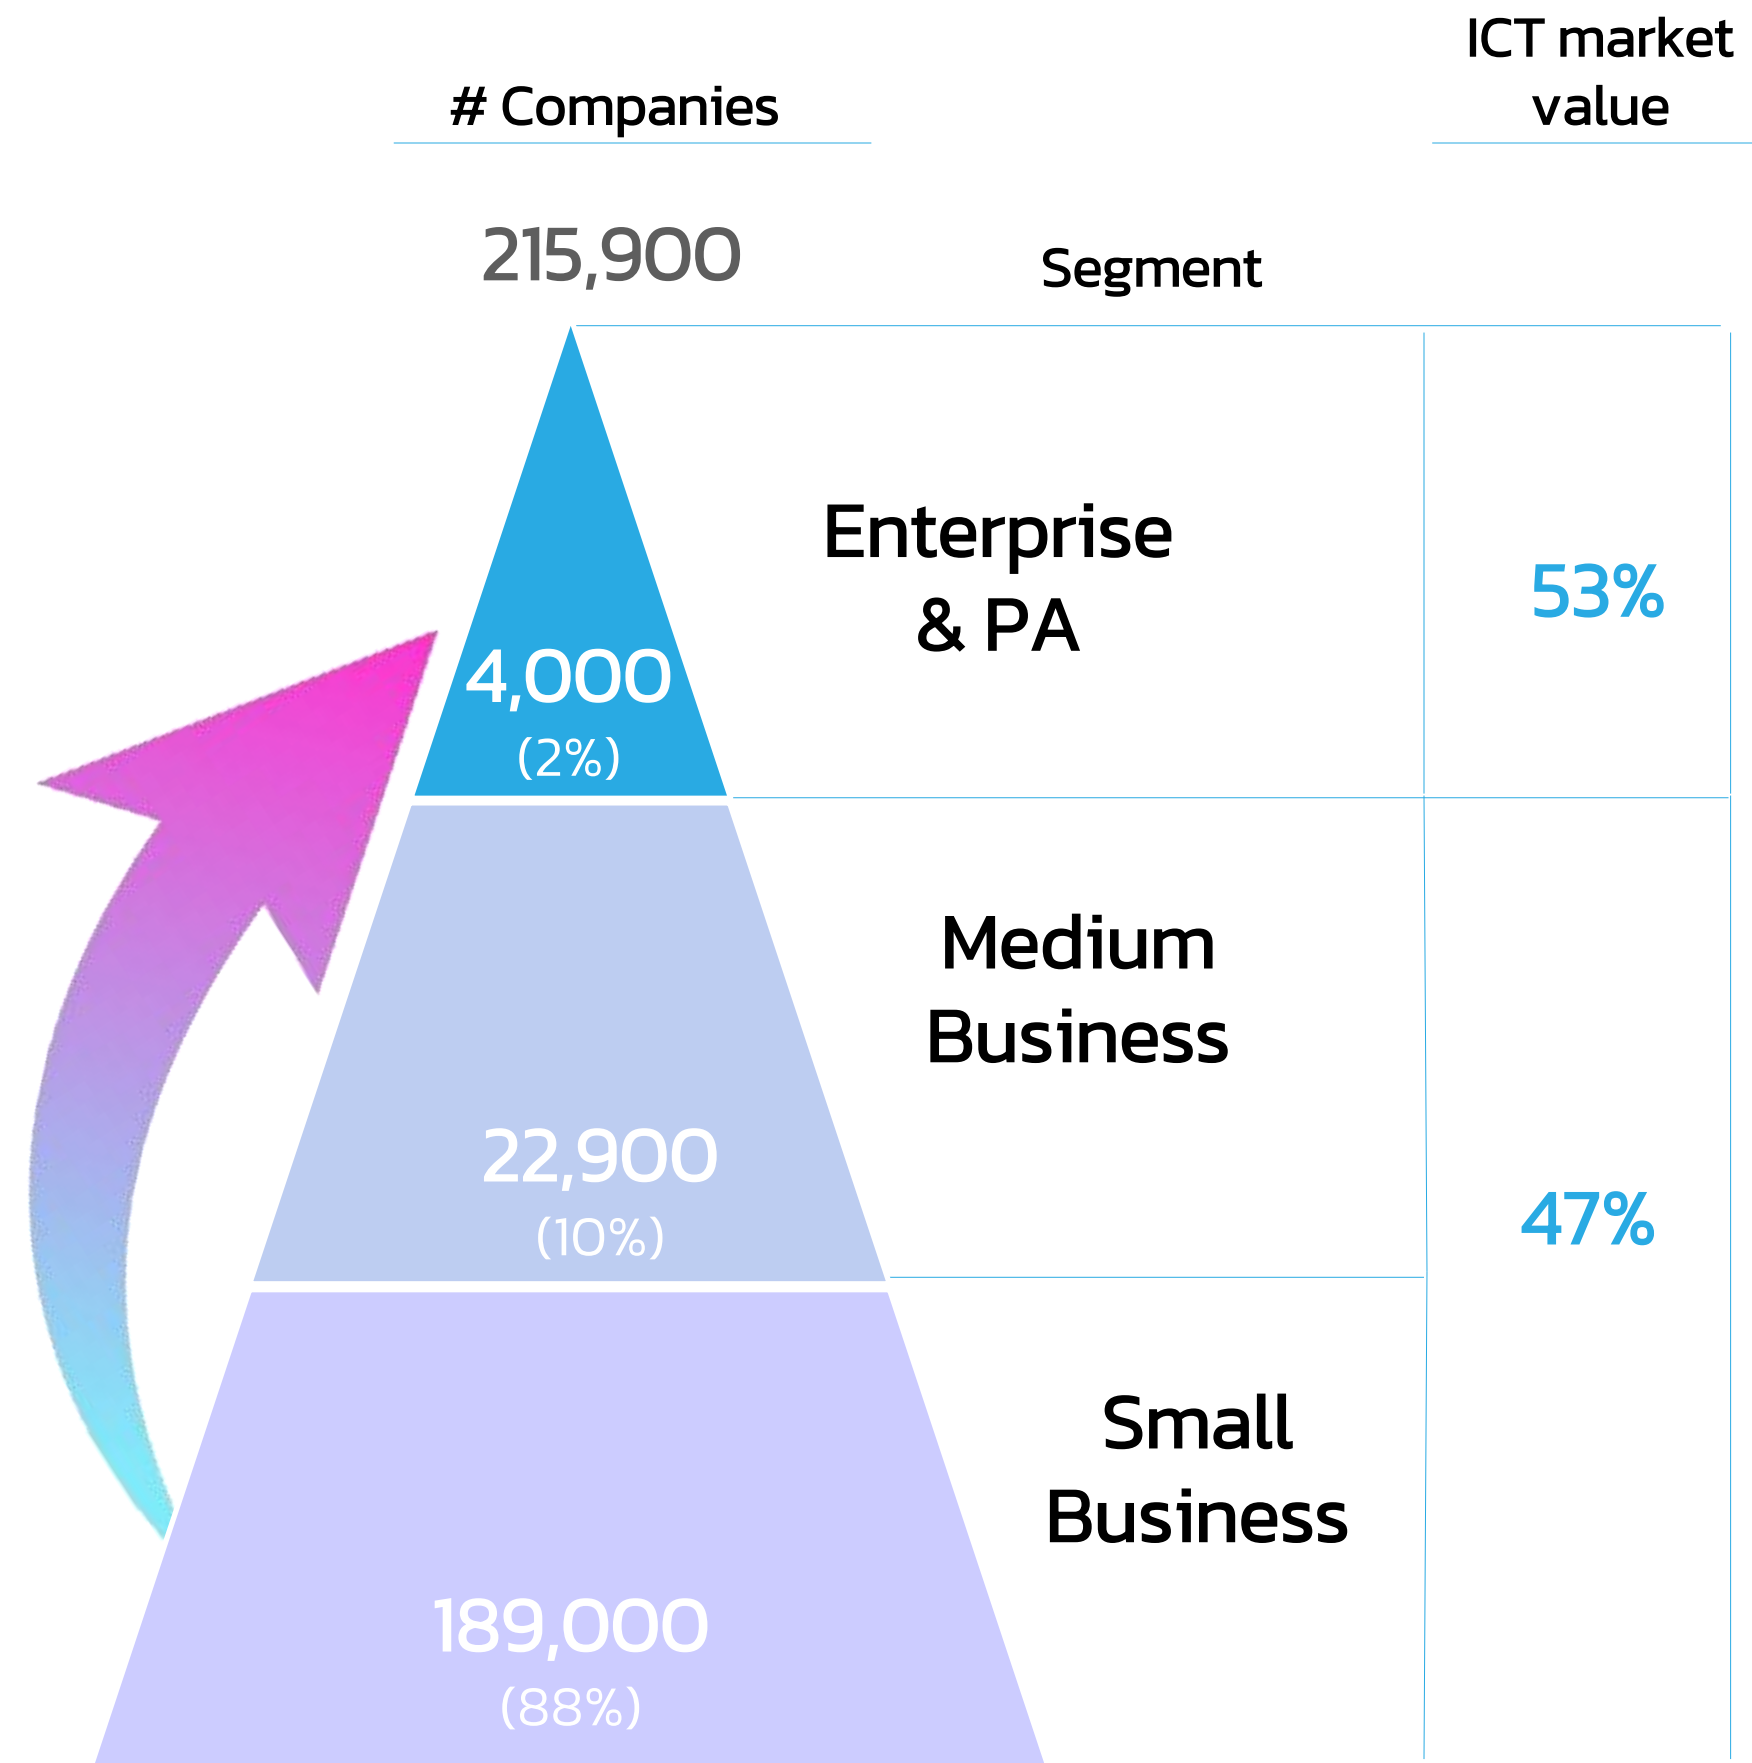 ICT market
value
# Companies
215,900
Segment
Enterprise
& PA
53%
4,000
(2%)
Medium
Business
22,900
(10%)
47%
Small
Business
189,000
(88%)